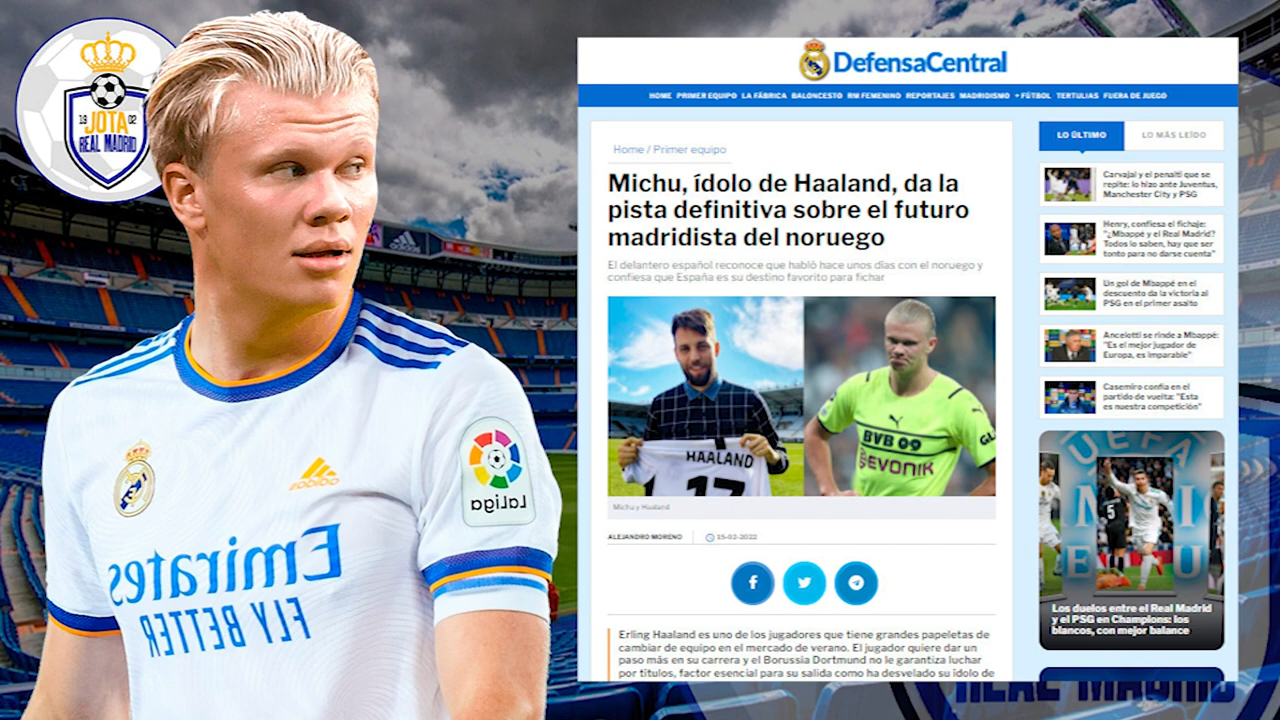 19 02
JOTA
REAL MADRID
LaLiga
adidas
Emirates
FLY BETTER
DefensaCentral
HOME PRIMER EQUIPO LA FÁBRICA BALONCESTO RM FEMENINO REPORTAJES MADRIDISMO + FÚTBOL TERTULIAS FUERA DE JUEGO
Home / Primer equipo
Michu, ídolo de Haaland, da la
pista definitiva sobre el futuro
madridista del noruego
El delantero español reconoce que habló hace unos días con el noruego y
confiesa que España es su destino favorito para fichar
HAALAND
17
BVB 09
EVONIK
Michu y Haaland
ALEJANDRO MORENO
15-02-2022
Erling Haaland es uno de los jugadores que tiene grandes papeletas de
cambiar de equipo en el mercado de verano. El jugador quiere dar un
paso más en su carrera y el Borussia Dortmund no le garantiza luchar
por títulos, factor esencial para su salida como ha desvelado su ídolo de
LO ÚLTIMO
LO MÁS LEÍDO
Carvajal y el penalti que se
repite: lo hizo ante Juventus,
Manchester City y PSG
Henry, confiesa el fichaje:
"¿Mbappé y el Real Madrid?
Todos lo saben, hay que ser
tonto para no darse cuenta"
Un gol de Mbappé en el
descuento da la victoria al
PSG en el primer asalto
Ancelotti se rinde a Mbappé:
"Es el mejor jugador de
Europa, es imparable"
Casemiro confía en el
partido de vuelta: "Esta
es nuestra competición"
UEFA
5
Los duelos entre el Real Madrid
y el PSG en Champions: los
blancos, con mejor balance
REAL MADRID